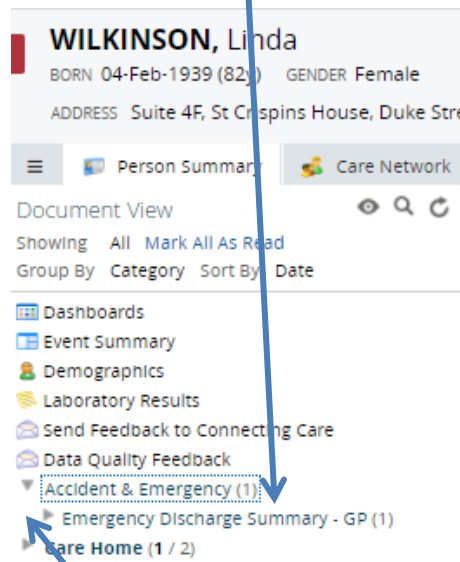 WILKINSON, Linda
BORN 04-Feb-1939 (82y) GENDER Female
ADDRESS Suite 4F, St Crispins House, Duke Stre
Person Summary Care Network
Document View
Showing All Mark All As Read
Group By Category Sort By Date
Dashboards
Event Summary
Demographics
Laboratory Results
Send Feedback to Connecting Care
Data Quality Feedback
Accident & Emergency (1)
Emergency Discharge Summary - GP (1)
Care Home (1 / 2)